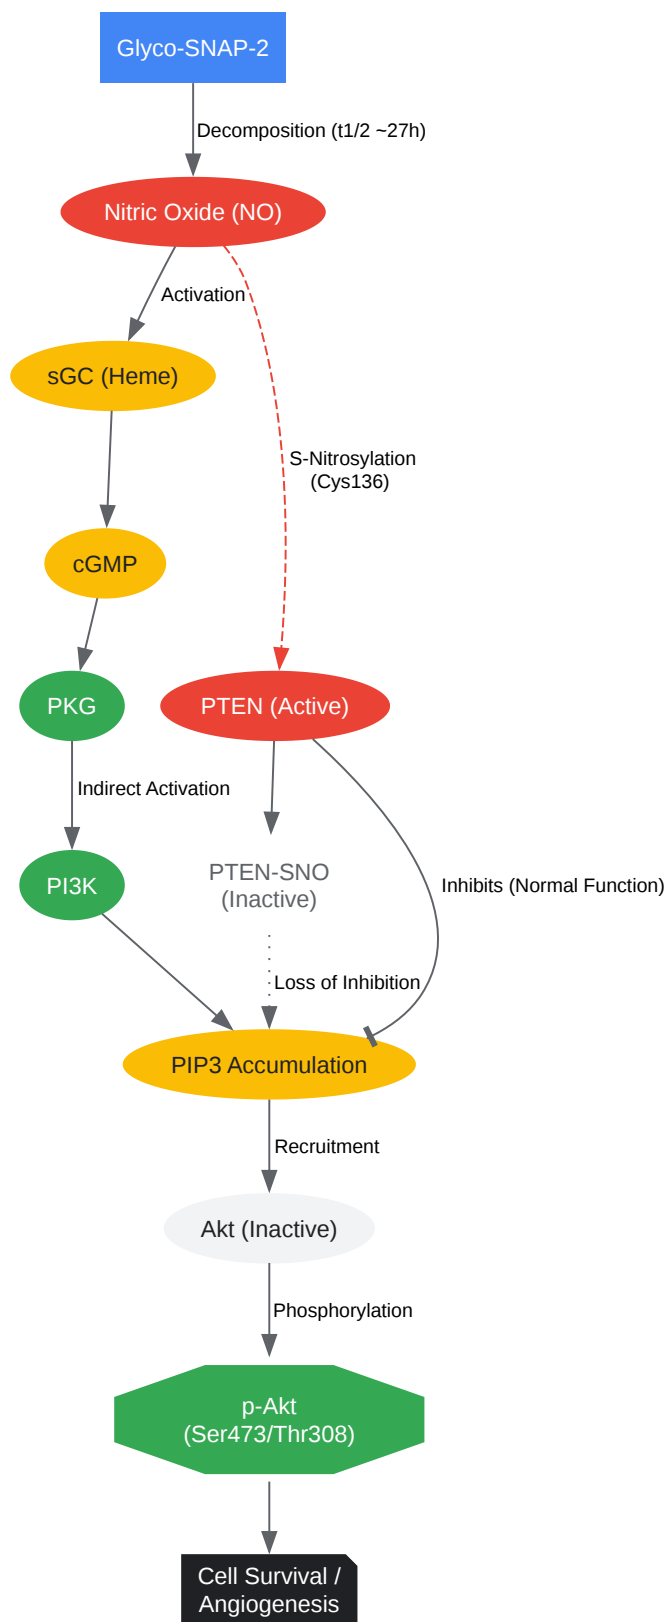 Glyco-SNAP-2
Decomposition (t1/2 ~27h)
Nitric Oxide (NO)
Activation
sGC (Heme)
S-Nitrosylation
(Cys136)
cGMP
PKG
PTEN (Active)
Indirect Activation
PI3K
PTEN-SNO
(Inactive)
Inhibits (Normal Function)
Loss of Inhibition
PIP3 Accumulation
Recruitment
Akt (Inactive)
Phosphorylation
p-Akt
(Ser473/Thr308)
Cell Survival /
Angiogenesis